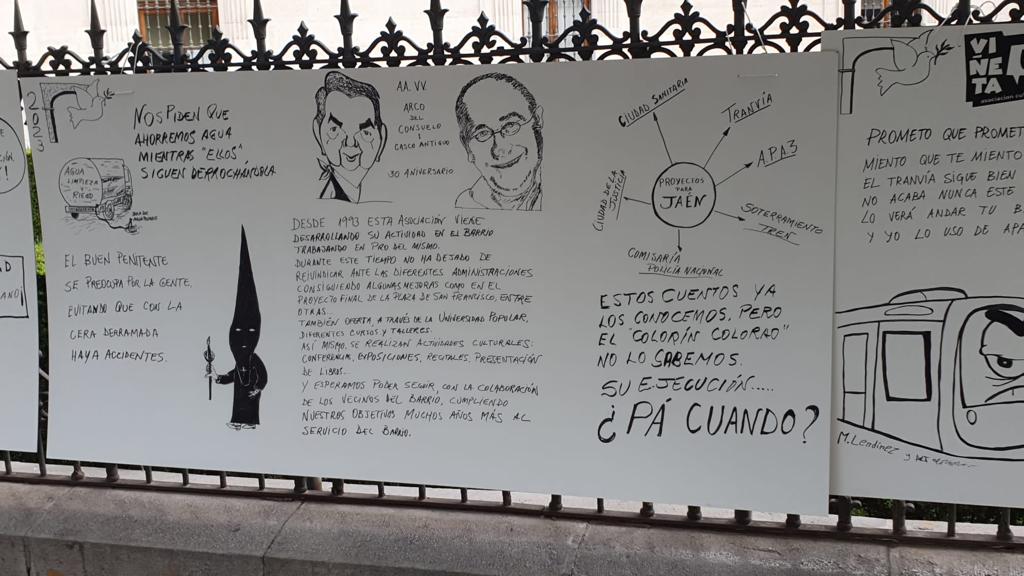 2023
NOS PIDEN QUE
AHORREMOS AGUA
MIENTRAS "ELLOS"
SIGUEN
AGUA
LIMPIEZA
RIEGO
EL BUEN PENITENTE
SE PREOCUPA POR LA GENTE,
EVITANDO QUE CON LA
CERA DERRAMADA
HAYA ACCIDENTES.
AA.VV.
ARCO
DEL
CONSUELO
CASCO ANTIGUO
30 ANIVERSARIO
DESDE 1993 ESTA ASOCIACIÓN VIENE
DESARROLLANDO SU ACTIVIDAD EN EL BARRIO
TRABAJANDO EN PRO DEL MISMO.
DURANTE ESTE TIEMPO NO HA DEJADO DE
REIVINDICAR ANTE LAS DIFERENTES ADMINISTRACIONES
CONSIGUIENDO ALGUNAS MEJORAS COMO EN EL
PROYECTO FINAL DE LA PLAZA DE SAN FRANCISCO, ENTRE
OTRAS...
TAMBIÉN OFERTA, A TRAVÉS DE LA UNIVERSIDAD POPULAR,
DIFERENTES CURSOS Y TALLERES.
ASÍ MISMO, SE REALIZAN ACTIVIDADES CULTURALES:
CONFERENCIA, EXPOSICIONES, RECITALES, PRESENTACIÓN
DE LIBROS...
Y ESPERAMOS PODER SEGUIR, CON LA COLABORACIÓN
DE LOS VECINOS DEL BARRIO, CUMPLIENDO
NUESTROS OBJETIVOS MUCHOS AÑOS MÁS AL
SERVICIO DEL BARRIO.
CIUDAD SANITARIA
TRANVÍA
A.P.A3
SOTERRAMIENTO
TREN
COMISARÍA
POLICÍA NACIONAL
CIUDAD DE LA
JUSTICIA
PROYECTOS
PARA
JAÉN
ESTOS CUENTOS YA
LOS CONOCEMOS, PERO
EL "COLORÍN COLORAO"
NO LO SABEMOS.
SU EJECUCIÓN.....
¿PÁ CUANDO?
VIÑETA
PROMETO QUE PROMET
MIENTO QUE TE MIENTO
EL TRANVÍA SIGUE BIEN
NO ACABA NUNCA ESTE
LO VERÁ ANDAR TU B
Y YO LO USO DE APA
M. Lendínez